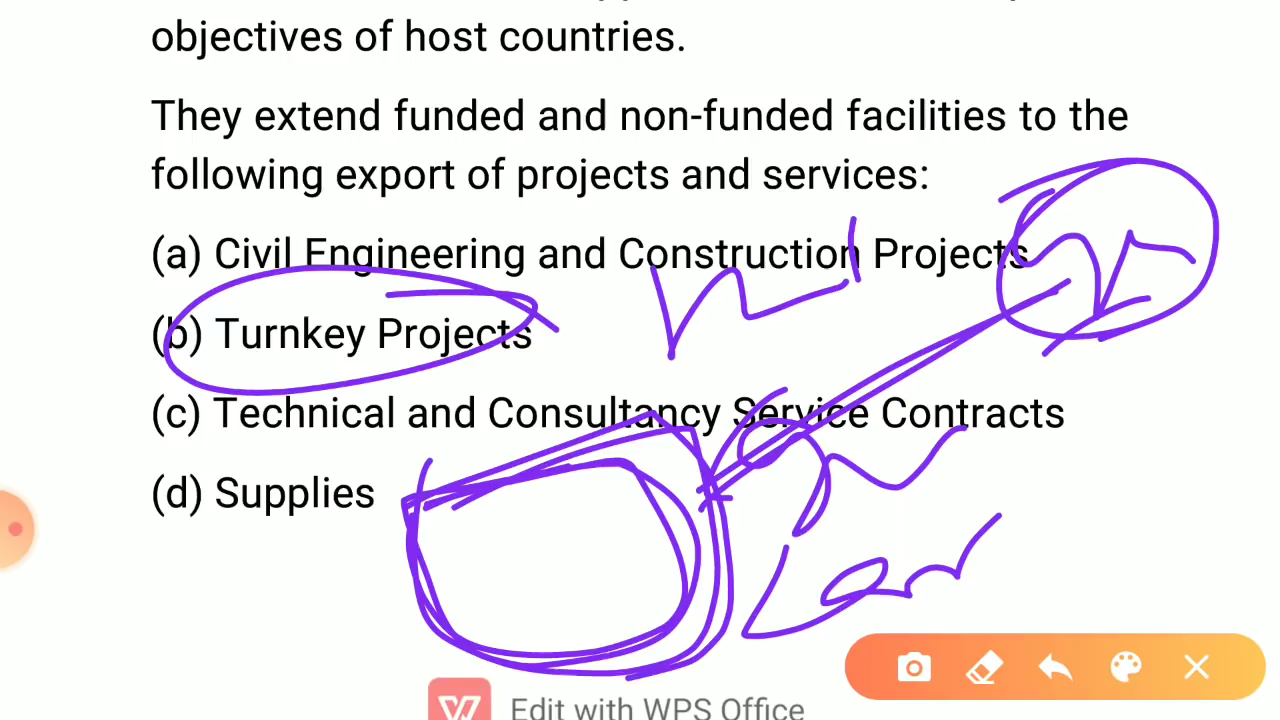 objectives of host countries.
They extend funded and non-funded facilities to the
following export of projects and services:
(a) Civil Engineering and Construction Projects
(b) Turnkey Projects
(c) Technical and Consultancy Service Contracts
(d) Supplies
Edit with WPS Office